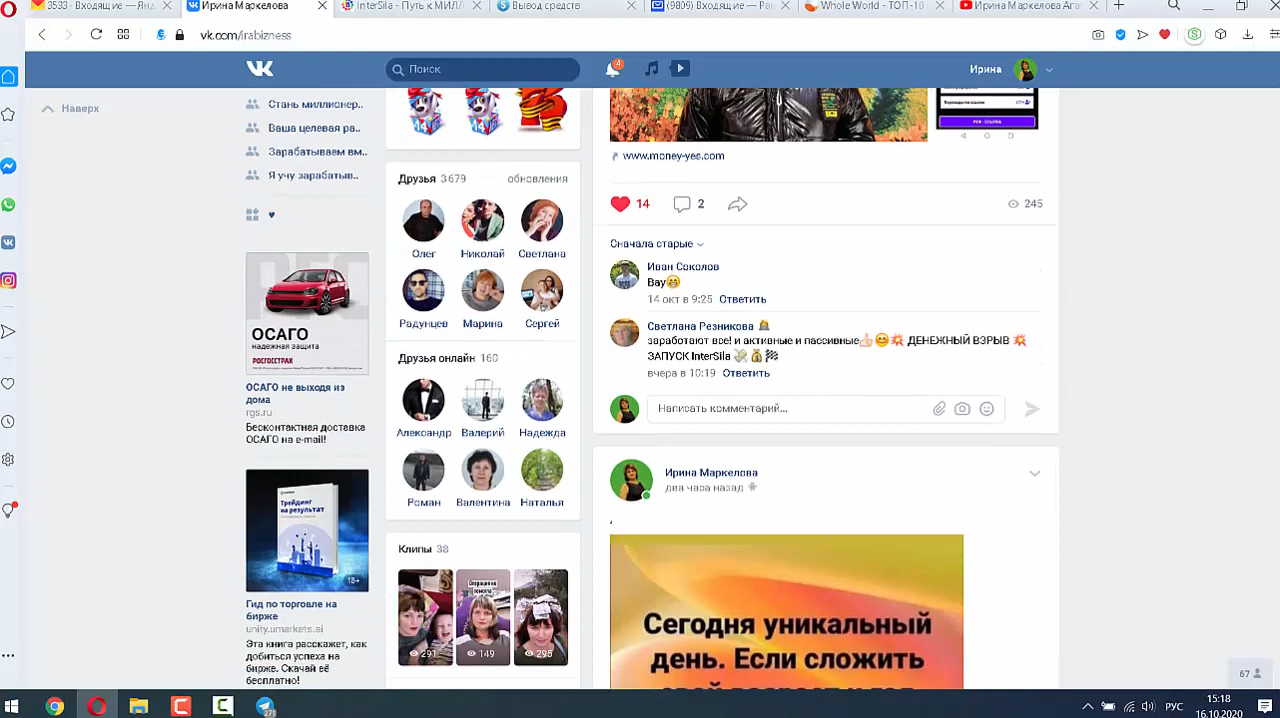 3533 - Входящие — Янд
Ирина Маркелова
InterSila - Путь к МИЛЛ
Вывод средств
(9809) Входящие — Ра
Whole World - ТОП-10
Ирина Маркелова Ага
vk.com/irabizness
Поиск
4
Ирина
Наверх
Стань миллионер..
Ваша целевая ра..
Зарабатываем вм..
Я учу зарабатыв..
♥
ОСАГО
надежная защита
РОСГОССТРАХ
ОСАГО не выходя из
дома
rgs.ru
Бесконтактная доставка
ОСАГО на e-mail!
Трейдинг
на результат
18+
Гид по торговле на
бирже
unity.umarkets.ai
Эта книга расскажет, как
добиться успеха на
бирже. Скачай её
бесплатно!
Друзья 3 679 обновления
Олег Николай Светлана
Радунцев Марина Сергей
Друзья онлайн 160
Александр Валерий Надежда
Роман Валентина Наталья
Клипы 38
291 149 295
www.money-yes.com
14 2 245
Сначала старые
Иван Соколов
Вау😁
14 окт в 9:25 Ответить
Светлана Резникова
заработают все! и активные и пассивные👍😊💥 ДЕНЕЖНЫЙ ВЗРЫВ 💥
ЗАПУСК InterSila 💸💰🏁
вчера в 10:19 Ответить
Написать комментарий...
Ирина Маркелова
два часа назад
,
Сегодня уникальный
день. Если сложить
67
271
РУС
15:18
16.10.2020